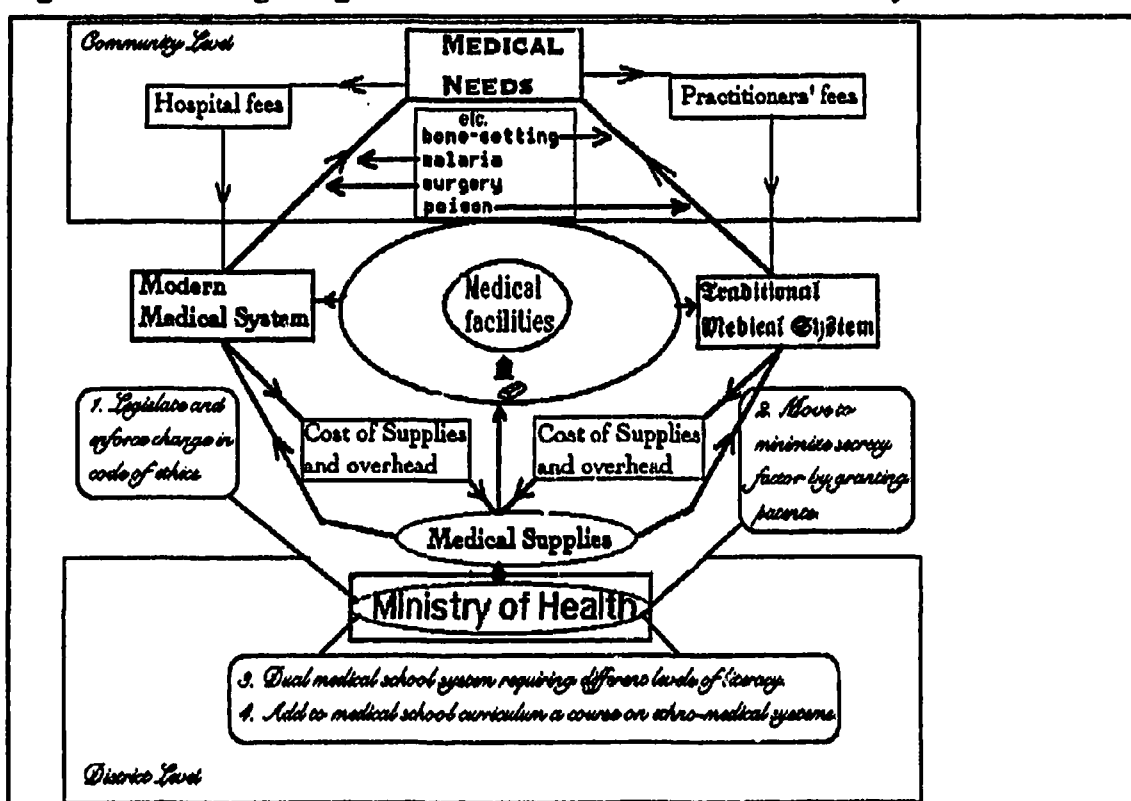 Community Level
MEDICAL
NEEDS
Hospital fees
Practitioners' fees
etc.
bone-setting
malaria
surgery
poison
Modern
Medical System
Medical
facilities
Traditional
Medical System
1. Legislate and
enforce change in
code of ethics
Cost of Supplies
and overhead
Cost of Supplies
and overhead
2. Move to
minimize secrecy
factor by granting
patents.
Medical Supplies
Ministry of Health
3. Dual medical school system requiring different levels of literacy.
4. Add to medical school curriculum a course on ethno-medical systems.
District Level